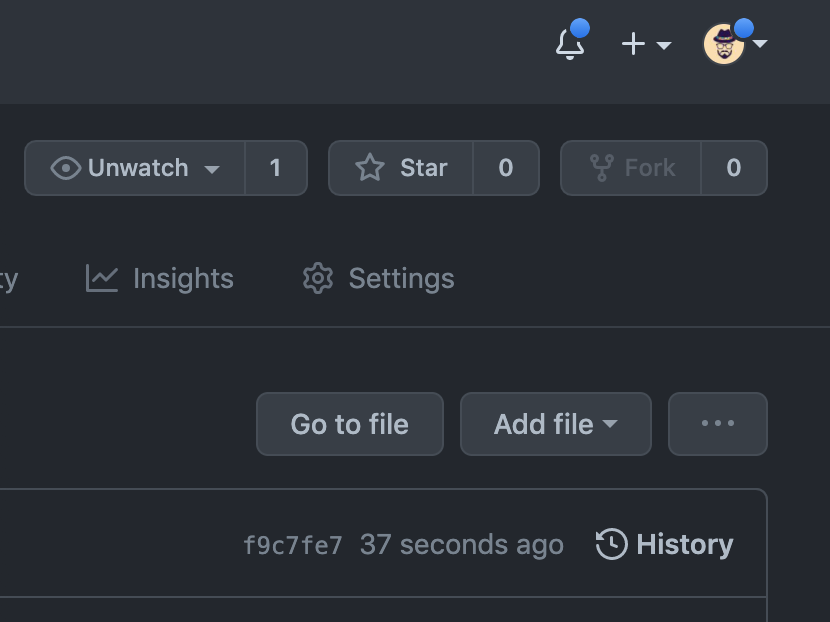 Unwatch 1 Star 0 Fork 0
ty Insights Settings
Go to file Add file ...
f9c7fe7 37 seconds ago History